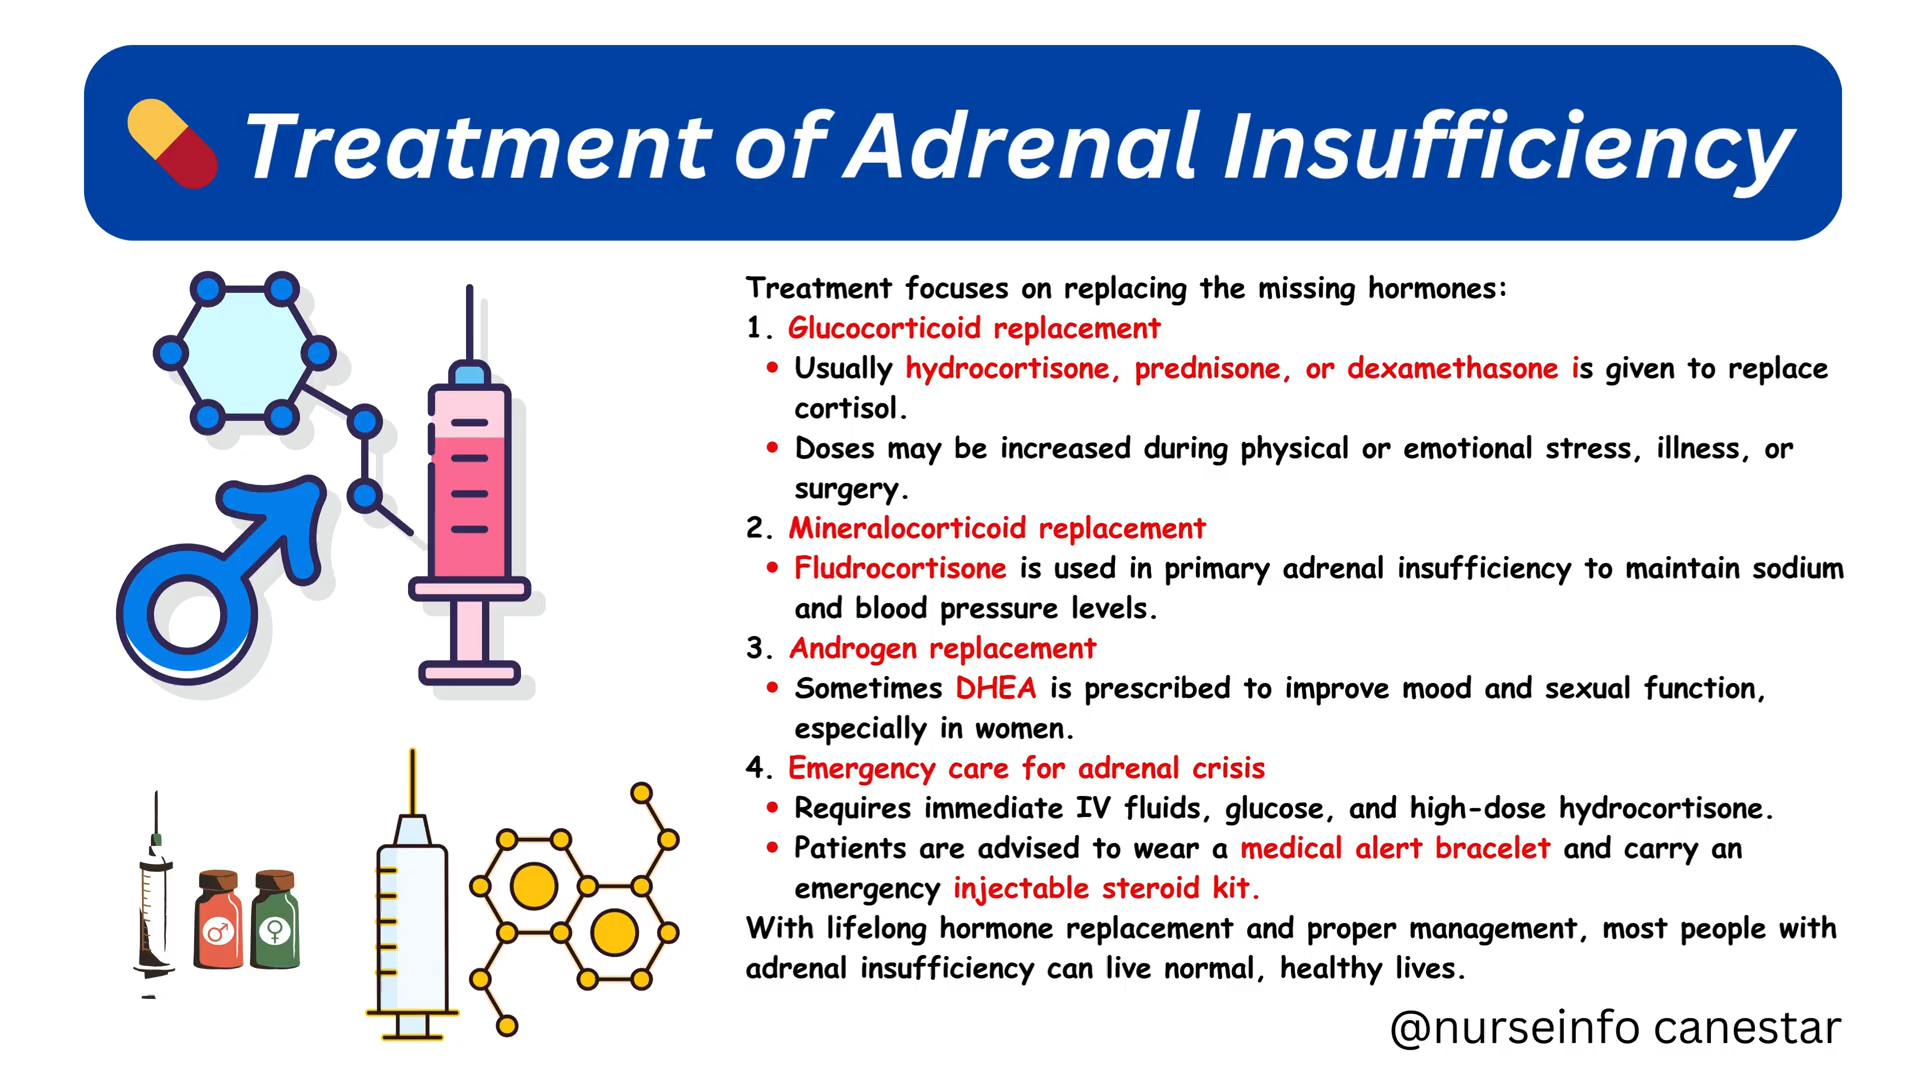 Treatment of Adrenal Insufficiency
Treatment focuses on replacing the missing hormones:
1. Glucocorticoid replacement
• Usually hydrocortisone, prednisone, or dexamethasone is given to replace
cortisol.
• Doses may be increased during physical or emotional stress, illness, or
surgery.
2. Mineralocorticoid replacement
• Fludrocortisone is used in primary adrenal insufficiency to maintain sodium
and blood pressure levels.
3. Androgen replacement
• Sometimes DHEA is prescribed to improve mood and sexual function,
especially in women.
4. Emergency care for adrenal crisis
• Requires immediate IV fluids, glucose, and high-dose hydrocortisone.
• Patients are advised to wear a medical alert bracelet and carry an
emergency injectable steroid kit.
With lifelong hormone replacement and proper management, most people with
adrenal insufficiency can live normal, healthy lives.
@nurseinfo canestar